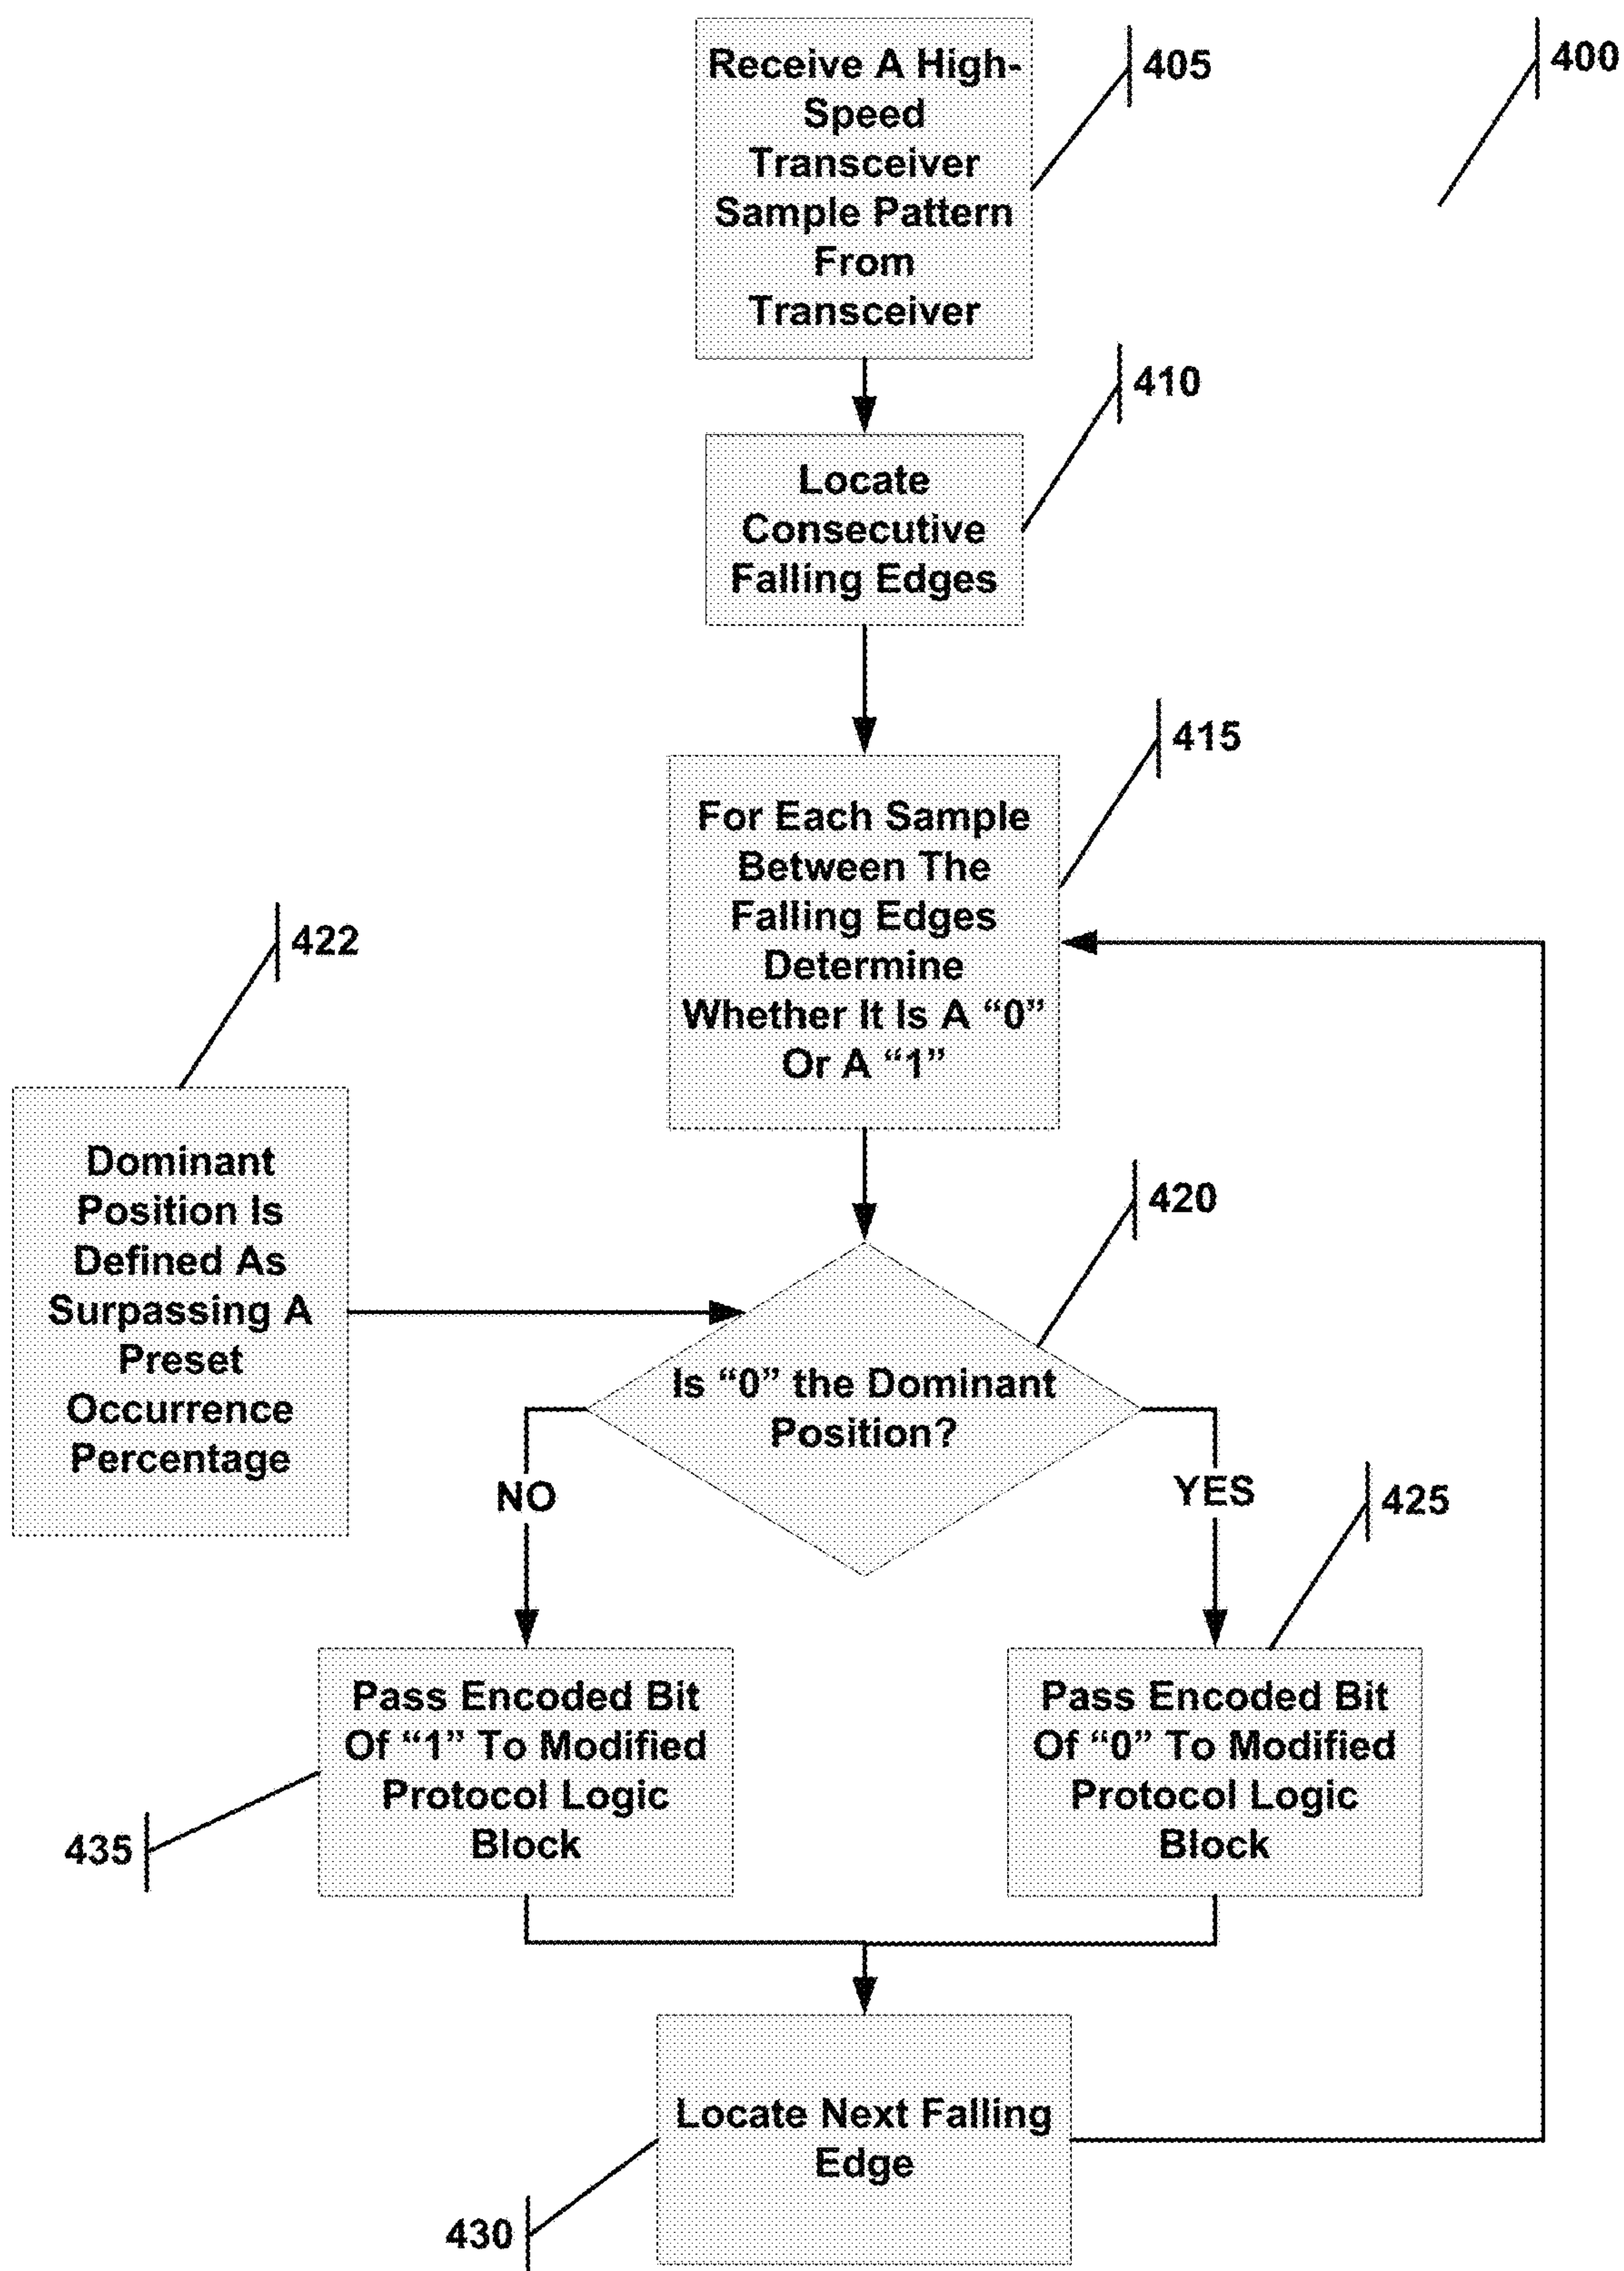 Receive A High-
Speed
Transceiver
Sample Pattern
From
Transceiver
405
400
Locate
Consecutive
Falling Edges
410
For Each Sample
Between The
Falling Edges
Determine
Whether It Is A “0”
Or A “1”
415
422
Dominant
Position Is
Defined As
Surpassing A
Preset
Occurrence
Percentage
420
Is “0” the Dominant
Position?
NO
YES
425
Pass Encoded Bit
Of “1” To Modified
Protocol Logic
Block
435
Pass Encoded Bit
Of “0” To Modified
Protocol Logic
Block
Locate Next Falling
Edge
430